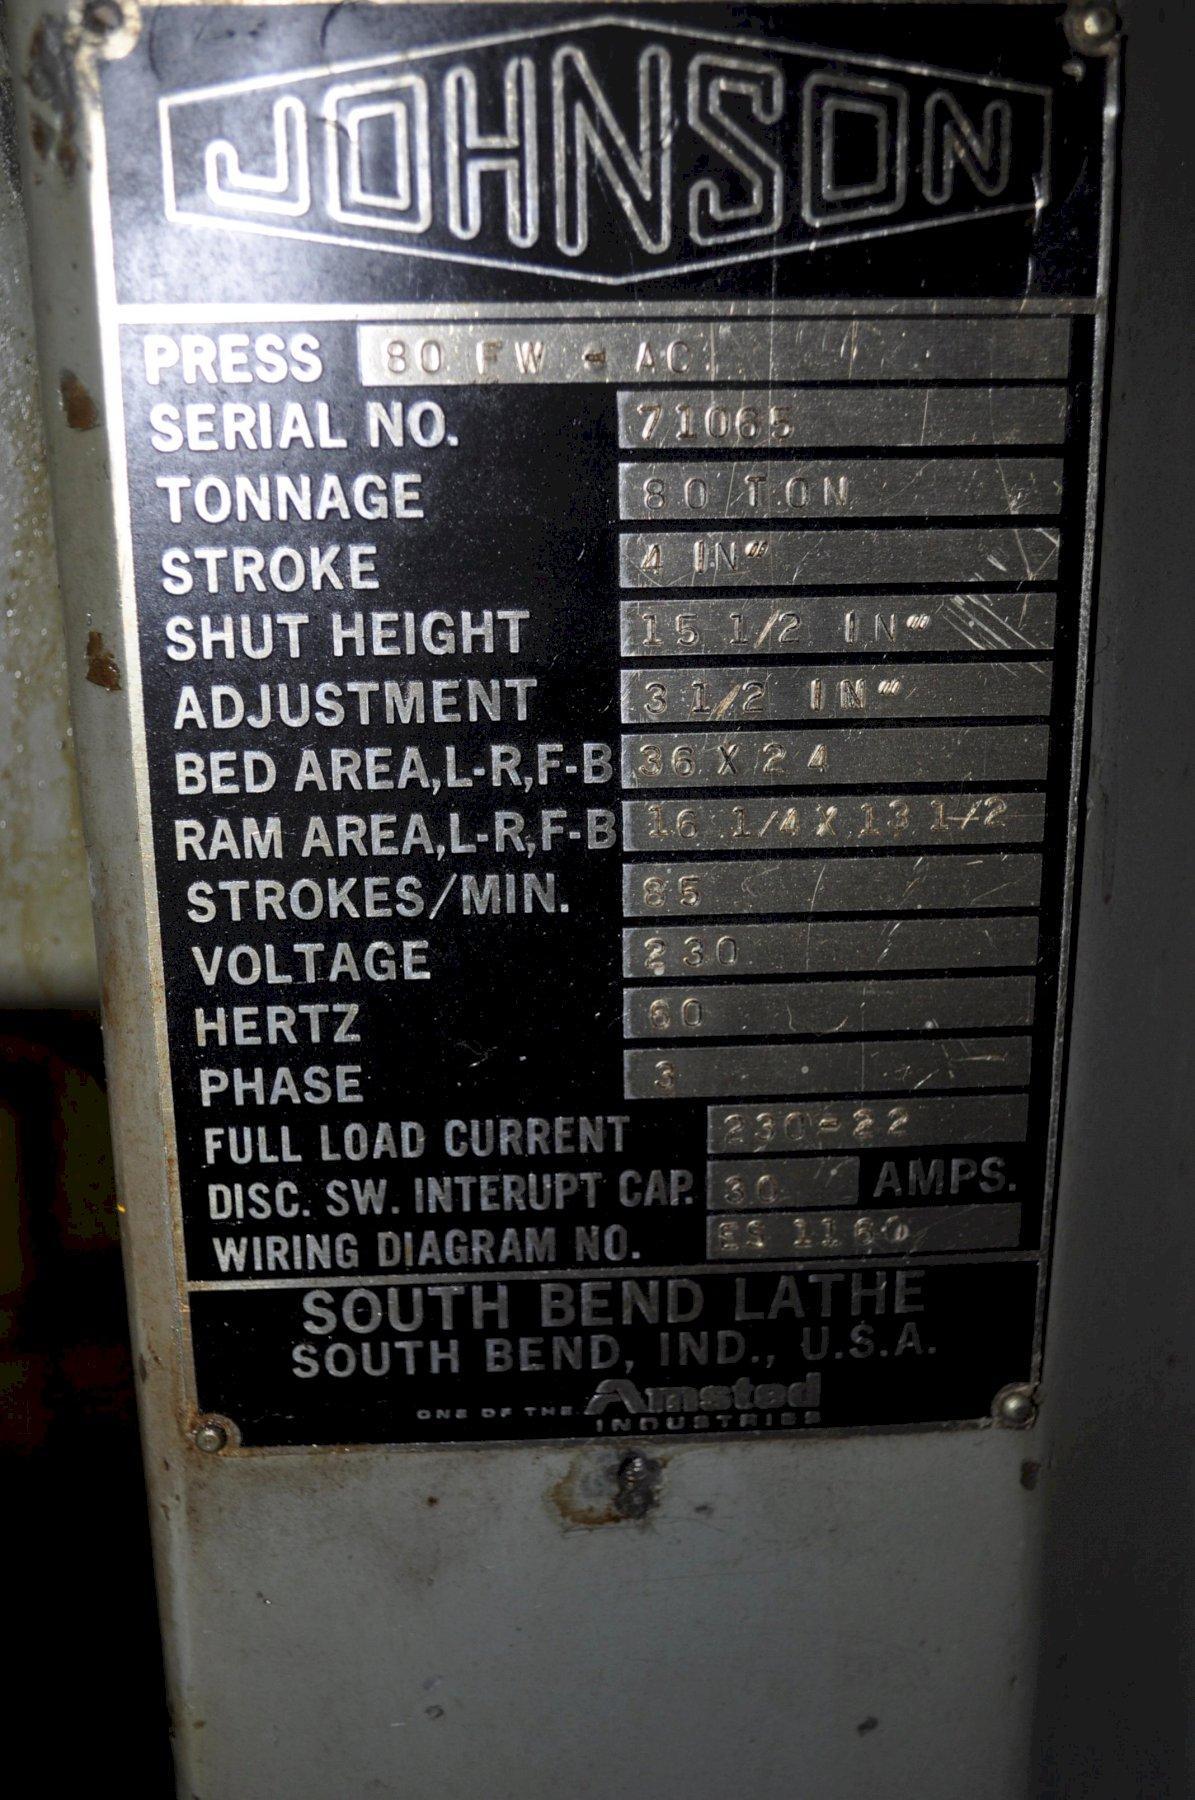 JOHNSON
PRESS 80 FW - AC.
SERIAL NO. 71065
TONNAGE 80 TON
STROKE 4 IN"
SHUT HEIGHT 15 1/2 IN"
ADJUSTMENT 3 1/2 IN"
BED AREA, L-R, F-B 36 X 24
RAM AREA, L-R, F-B 16 1/4 X 13 1/2
STROKES/MIN. 85
VOLTAGE 230
HERTZ 60
PHASE 3
FULL LOAD CURRENT 230-22
DISC. SW. INTERUPT CAP. 30 AMPS.
WIRING DIAGRAM NO. ES 1160
SOUTH BEND LATHE
SOUTH BEND, IND., U.S.A.
ONE OF THE Amsted
INDUSTRIES